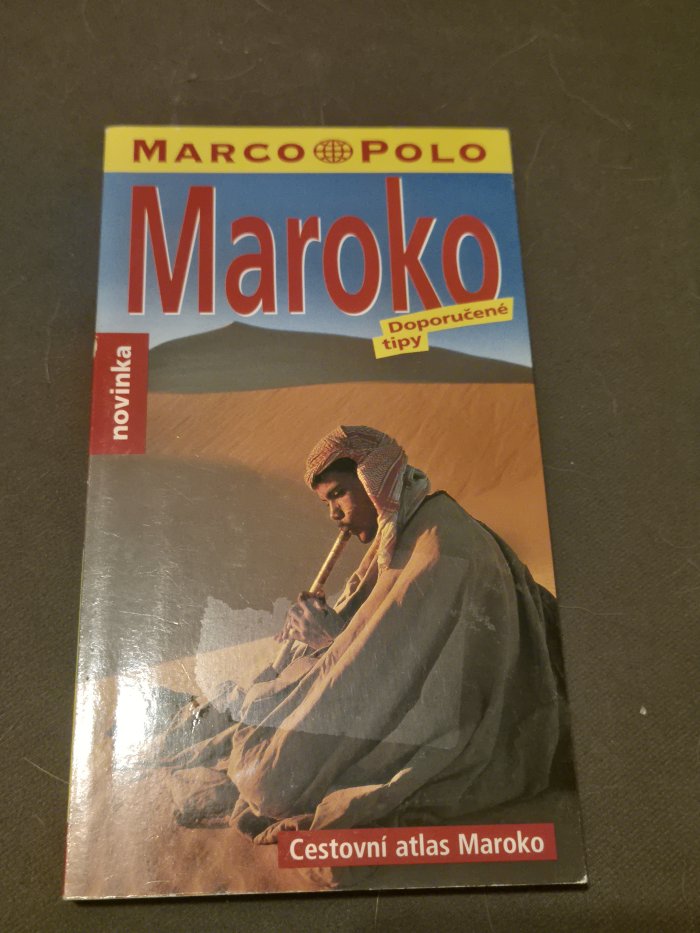 MARCO POLO
Maroko
Doporučené
tipy
novinka
Cestovní atlas Maroko